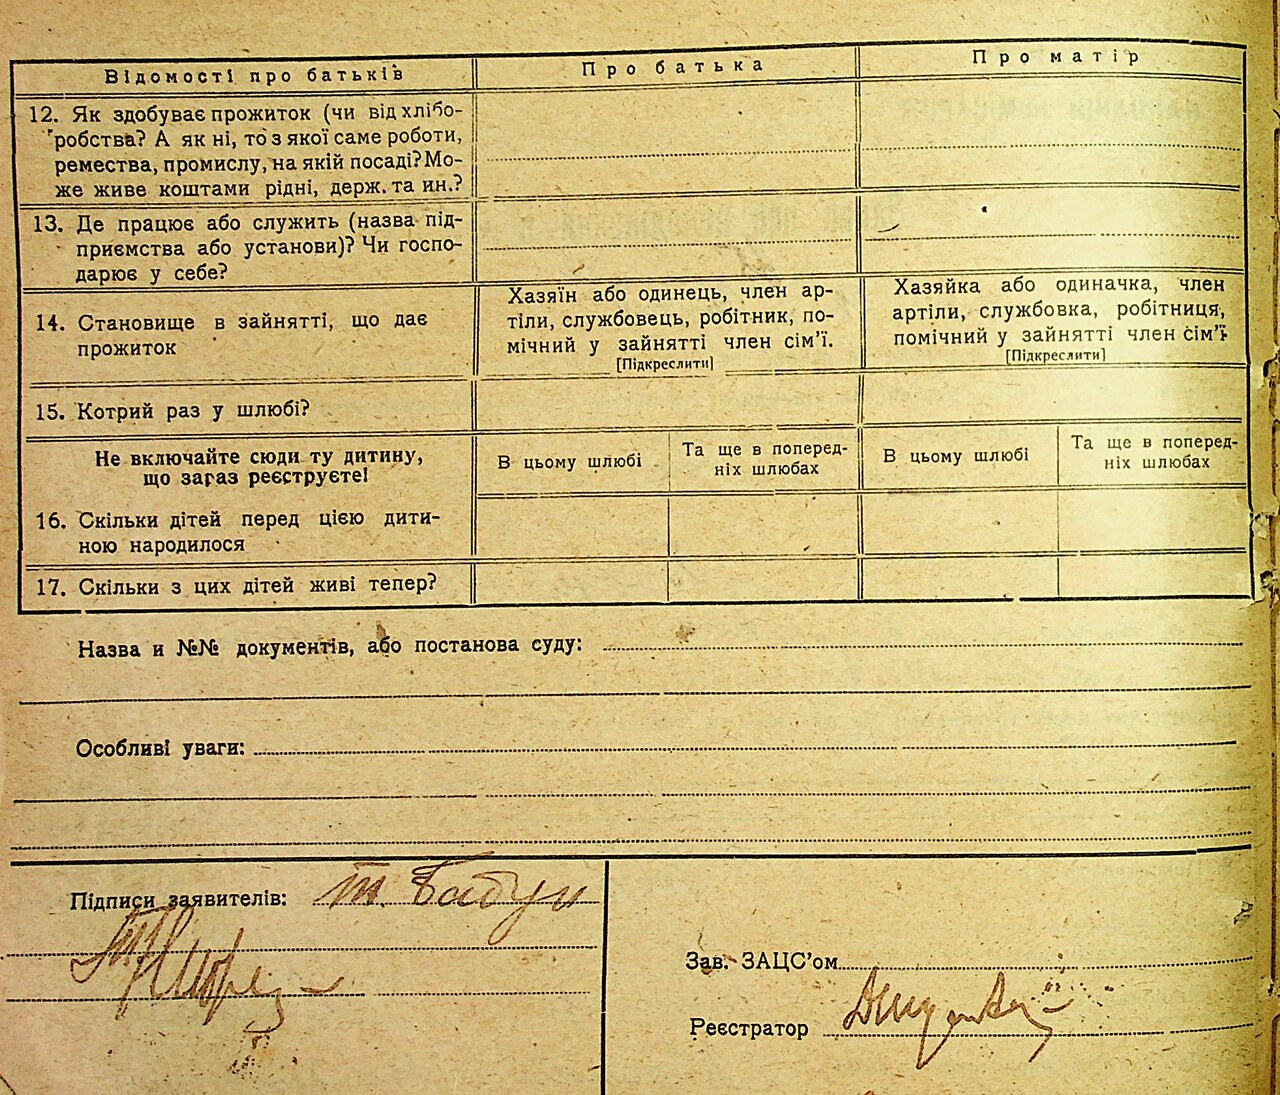 Відомості про батьків
Про батька
Про матір
12. Як здобуває прожиток (чи від хлібо-
робства? А як ні, то з якої саме роботи,
ремества, промислу, на якій посаді? Мо-
же живе коштами рідні, держ. та ин.?
13. Де працює або служить (назва під-
приємства або установи)? Чи госпо-
дарює у себе?
14. Становище в зайнятті, що дає
прожиток
Хазяїн або одинець, член ар-
тіли, службовець, робітник, по-
мічний у зайнятті член сім'ї.
[Підкреслити]
Хазяйка або одиначка, член
артіли, службовка, робітниця,
помічний у зайнятті член сім'ї
[Підкреслити]
15. Котрий раз у шлюбі?
Не включайте сюди ту дитину,
що зараз реєструєте!
В цьому шлюбі
Та ще в поперед-
ніх шлюбах
В цьому шлюбі
Та ще в поперед-
ніх шлюбах
16. Скільки дітей перед цією дити-
ною народилося
17. Скільки з цих дітей живі тепер?
Назва и №№ документів, або постанова суду:
Особливі уваги:
Підписи заявителів:
Зав. ЗАЦС'ом
Реєстратор